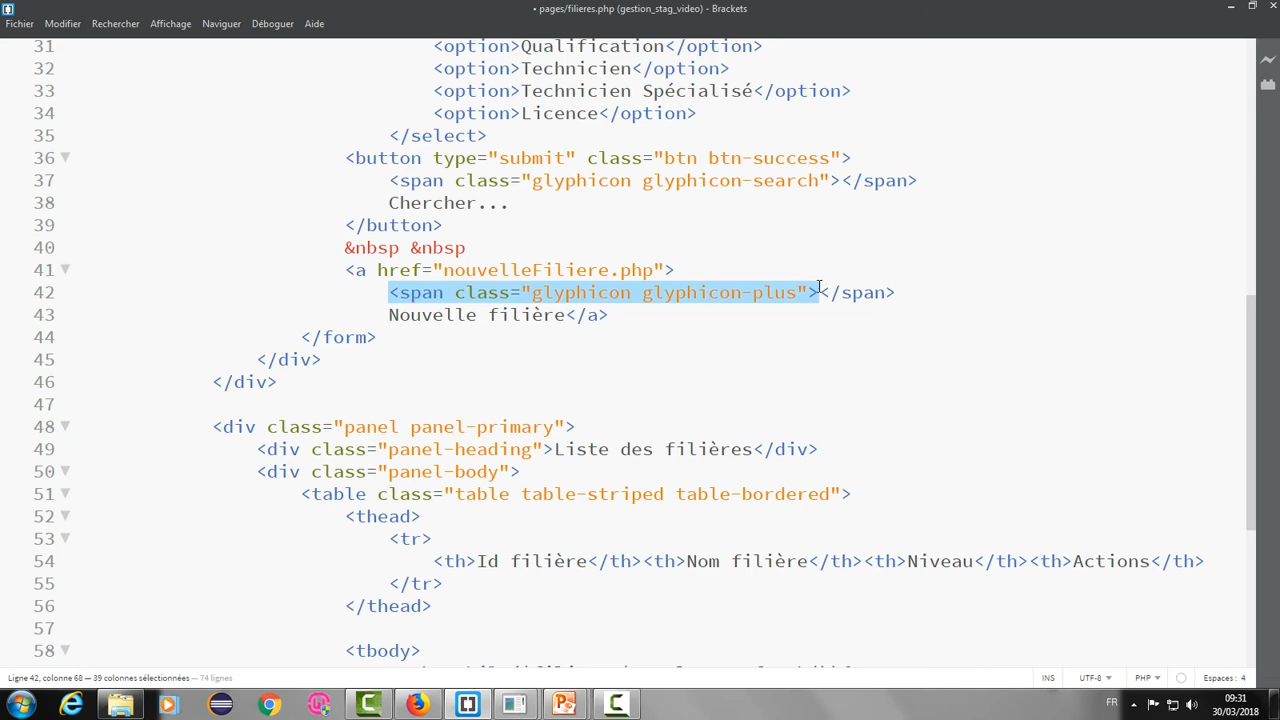 • pages/filieres.php (gestion_stag_video) - Brackets
Fichier Modifier Rechercher Affichage Naviguer Déboguer Aide
31 <option>Qualification</option>
32 <option>Technicien</option>
33 <option>Technicien Spécialisé</option>
34 <option>Licence</option>
35 </select>
36 <button type="submit" class="btn btn-success">
37 <span class="glyphicon glyphicon-search"></span>
38 Chercher...
39 </button>
40 &nbsp &nbsp
41 <a href="nouvelleFiliere.php">
42 <span class="glyphicon glyphicon-plus"></span>
43 Nouvelle filière</a>
44 </form>
45 </div>
46 </div>
47
48 <div class="panel panel-primary">
49 <div class="panel-heading">Liste des filières</div>
50 <div class="panel-body">
51 <table class="table table-striped table-bordered">
52 <thead>
53 <tr>
54 <th>Id filière</th><th>Nom filière</th><th>Niveau</th><th>Actions</th>
55 </tr>
56 </thead>
57
58 <tbody>
Ligne 42, colonne 68 — 39 colonnes sélectionnées — 74 lignes INS UTF-8 PHP Espaces : 4
FR 09:31
30/03/2018